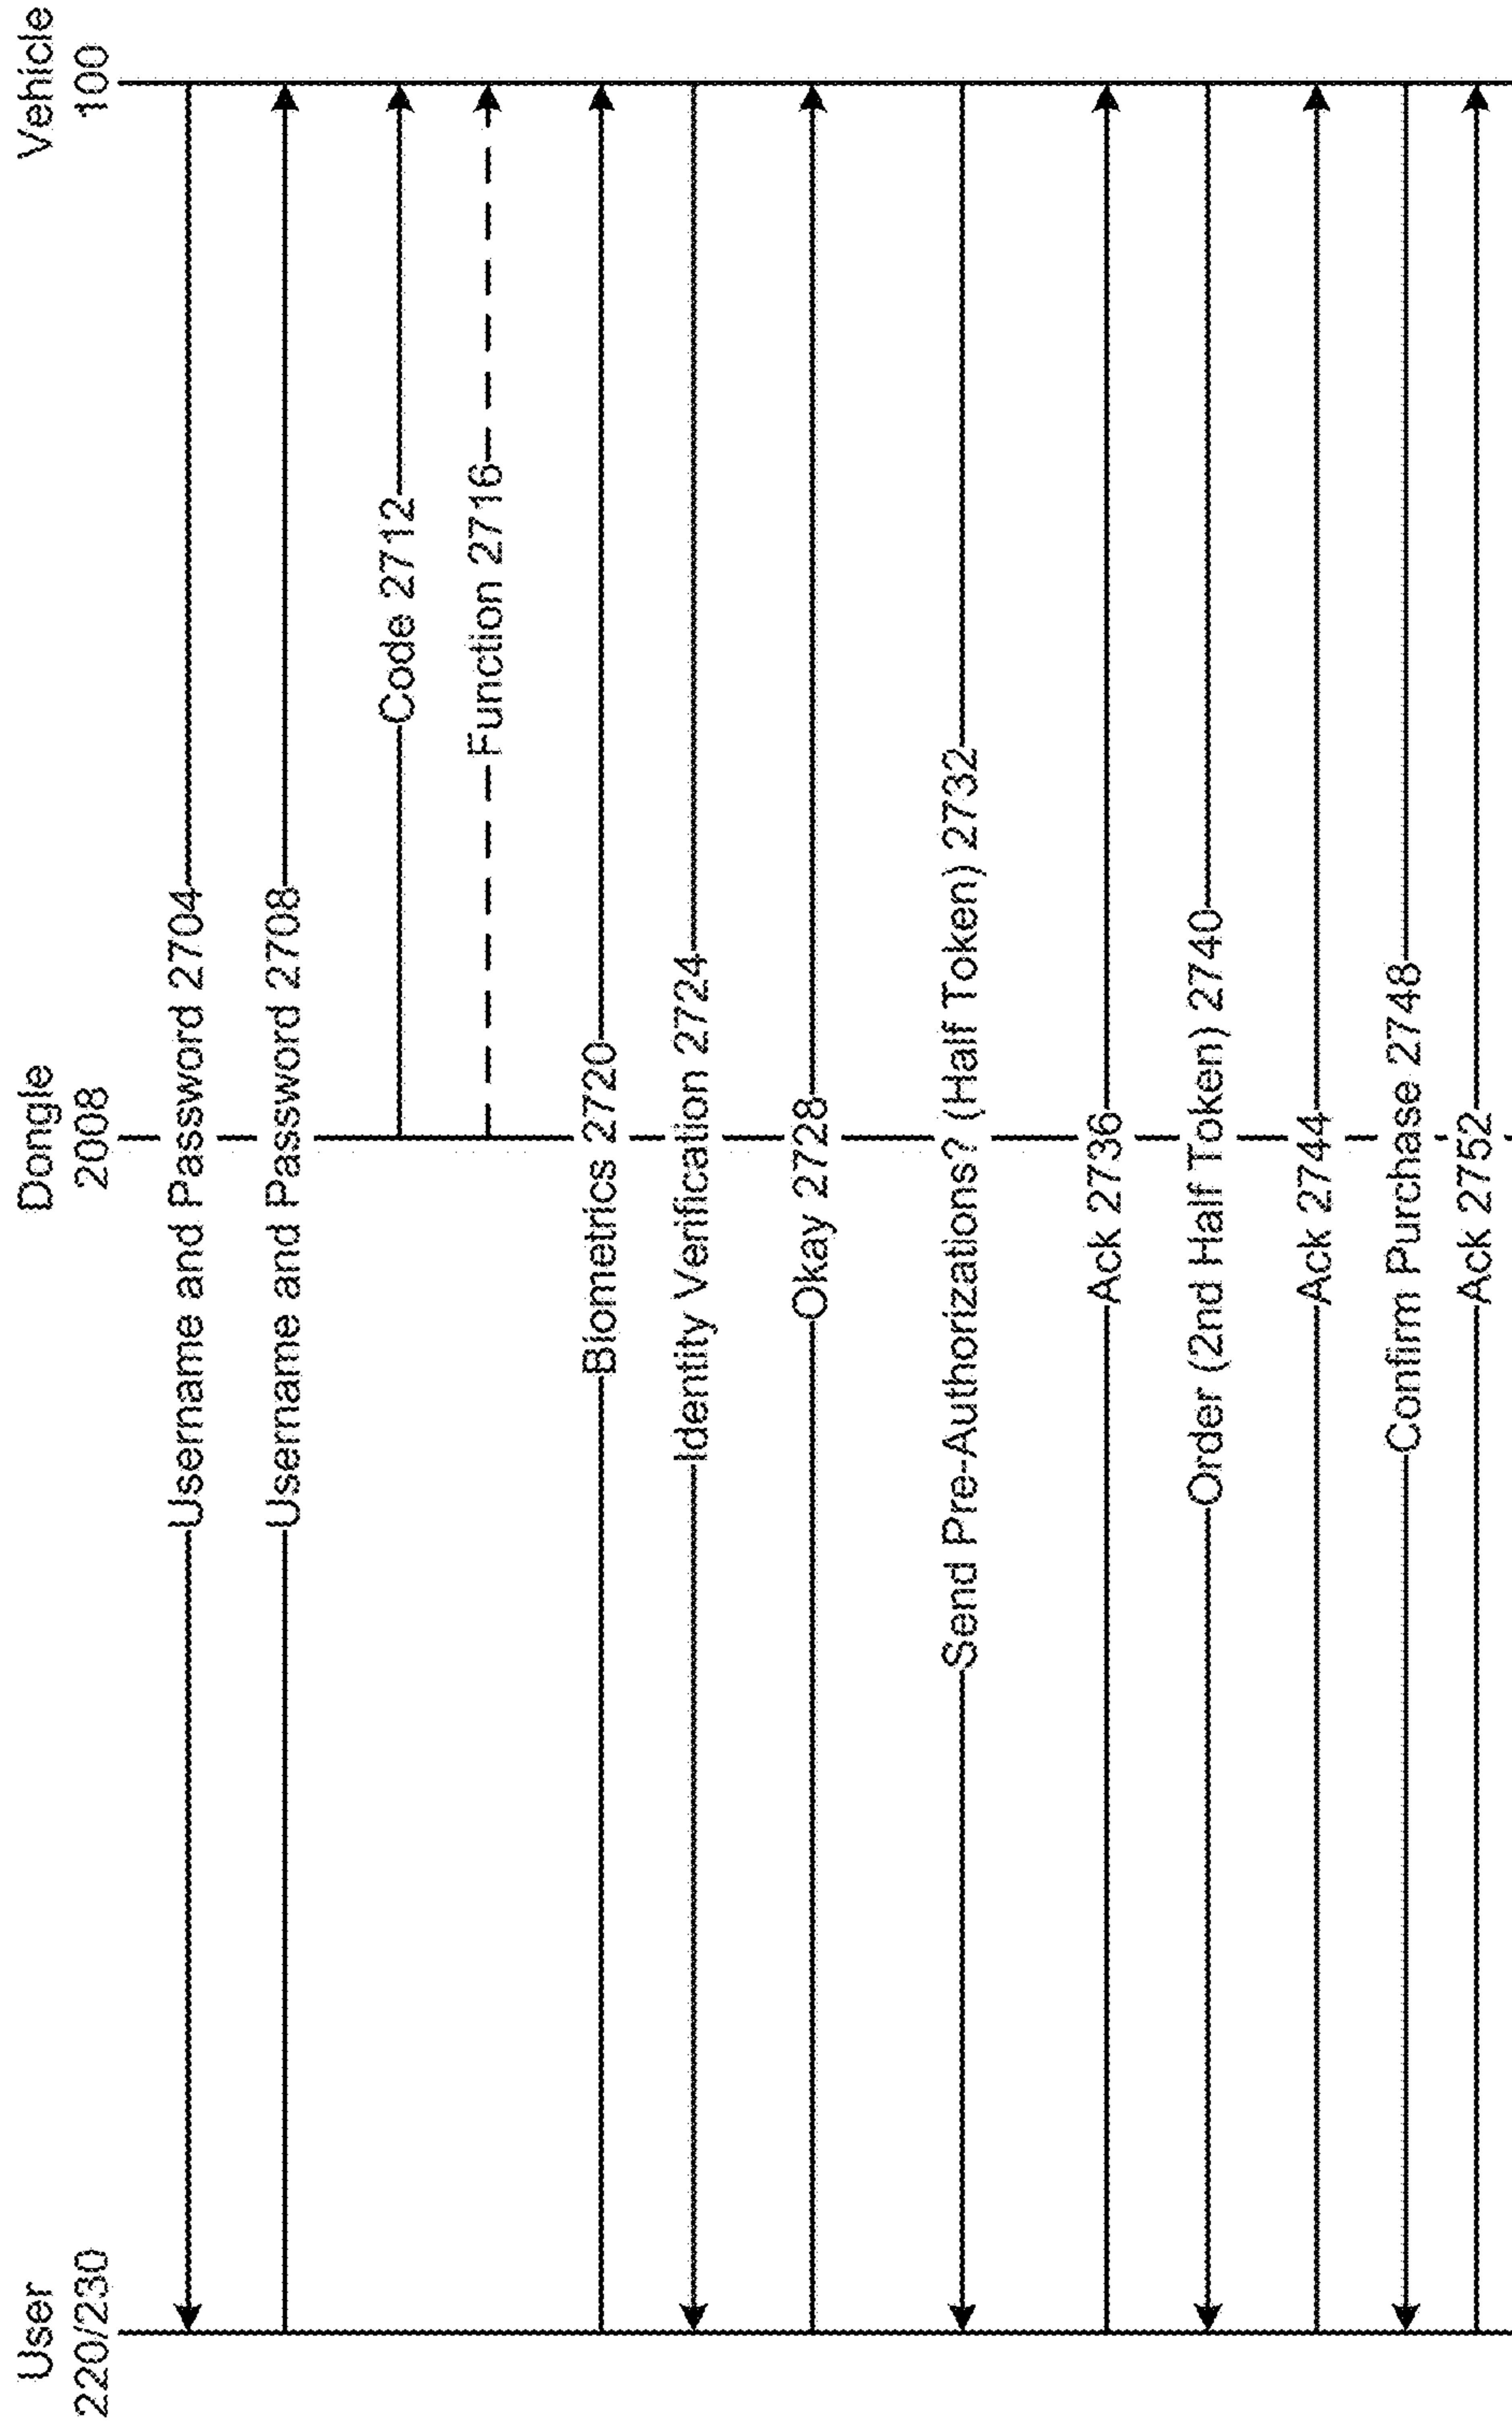 User
220/230
Dongle
2008
Vehicle
100
Username and Password 2704
Username and Password 2708
Code 2712
Function 2716
Biometrics 2720
Identity Verification 2724
Okay 2728
Send Pre-Authorizations? (Half Token) 2732
Ack 2736
Order (2nd Half Token) 2740
Ack 2744
Confirm Purchase 2748
Ack 2752